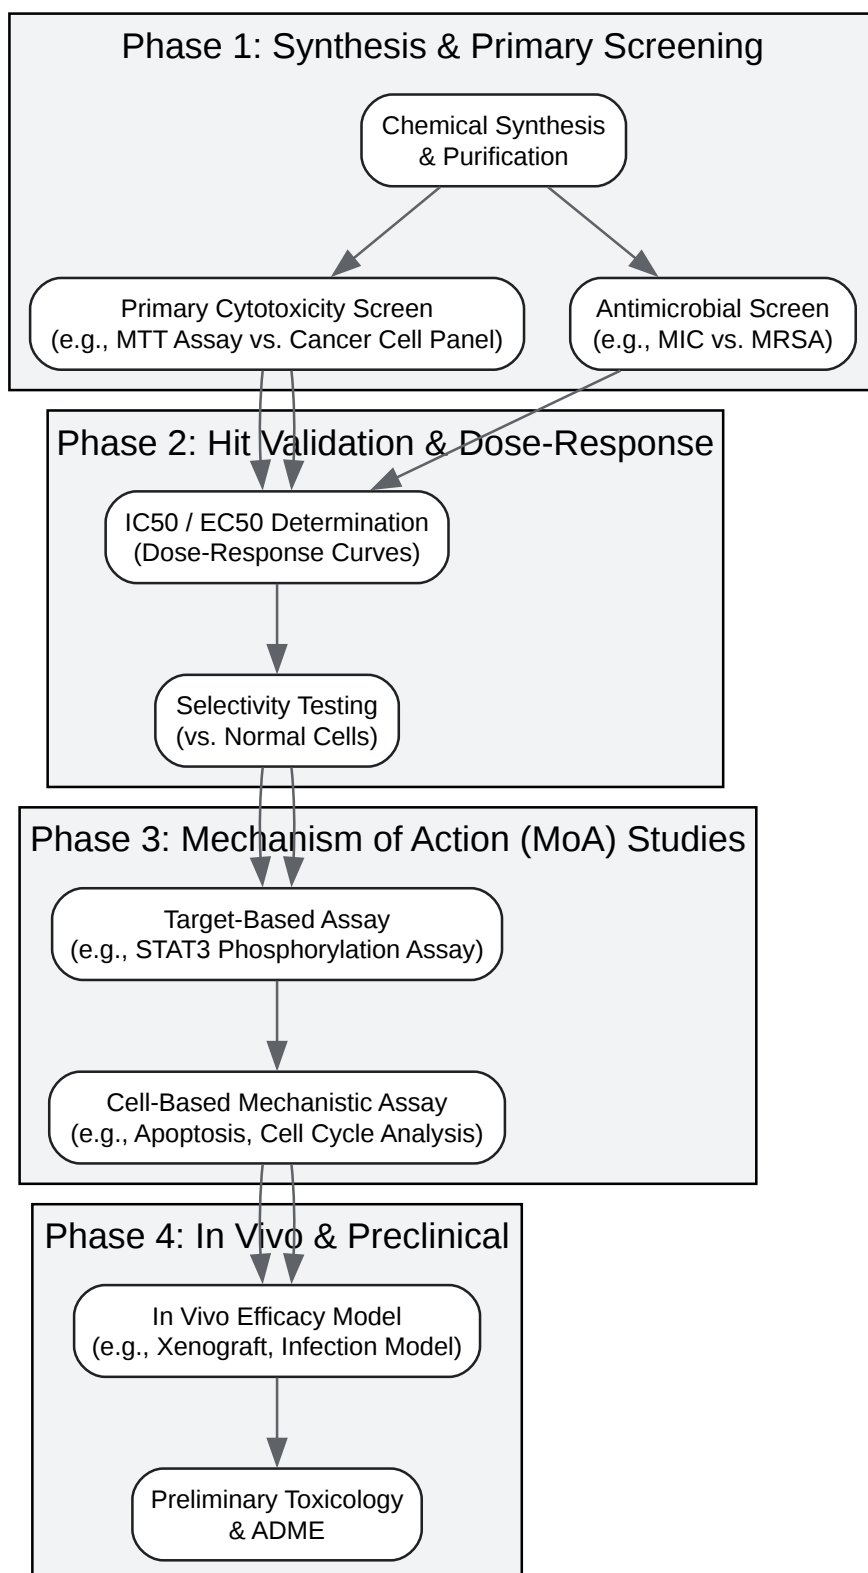 Phase 1: Synthesis & Primary Screening
Chemical Synthesis
& Purification
Primary Cytotoxicity Screen
(e.g., MTT Assay vs. Cancer Cell Panel)
Antimicrobial Screen
(e.g., MIC vs. MRSA)
Phase 2: Hit Validation & Dose-Response
IC50 / EC50 Determination
(Dose-Response Curves)
Selectivity Testing
(vs. Normal Cells)
Phase 3: Mechanism of Action (MoA) Studies
Target-Based Assay
(e.g., STAT3 Phosphorylation Assay)
Cell-Based Mechanistic Assay
(e.g., Apoptosis, Cell Cycle Analysis)
Phase 4: In Vivo & Preclinical
In Vivo Efficacy Model
(e.g., Xenograft, Infection Model)
Preliminary Toxicology
& ADME